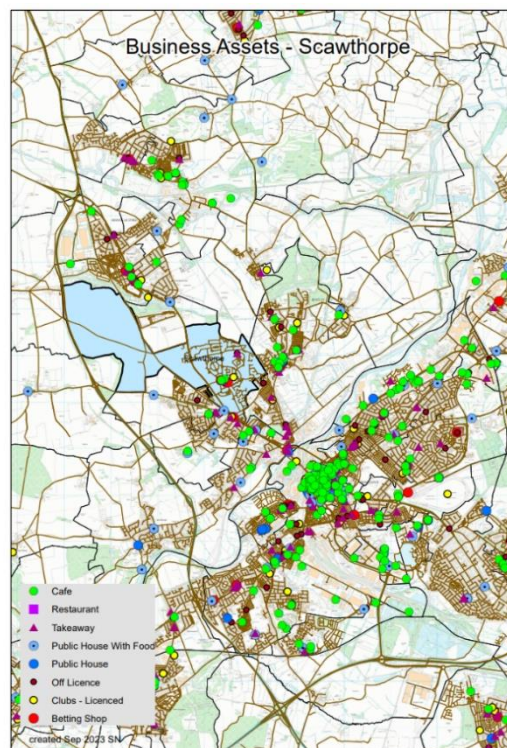 Business Assets - Scawthorpe
Scawthorpe
Cafe
Restaurant
Takeaway
Public House With Food
Public House
Off Licence
Clubs - Licenced
Betting Shop
created Sep 2023 SN